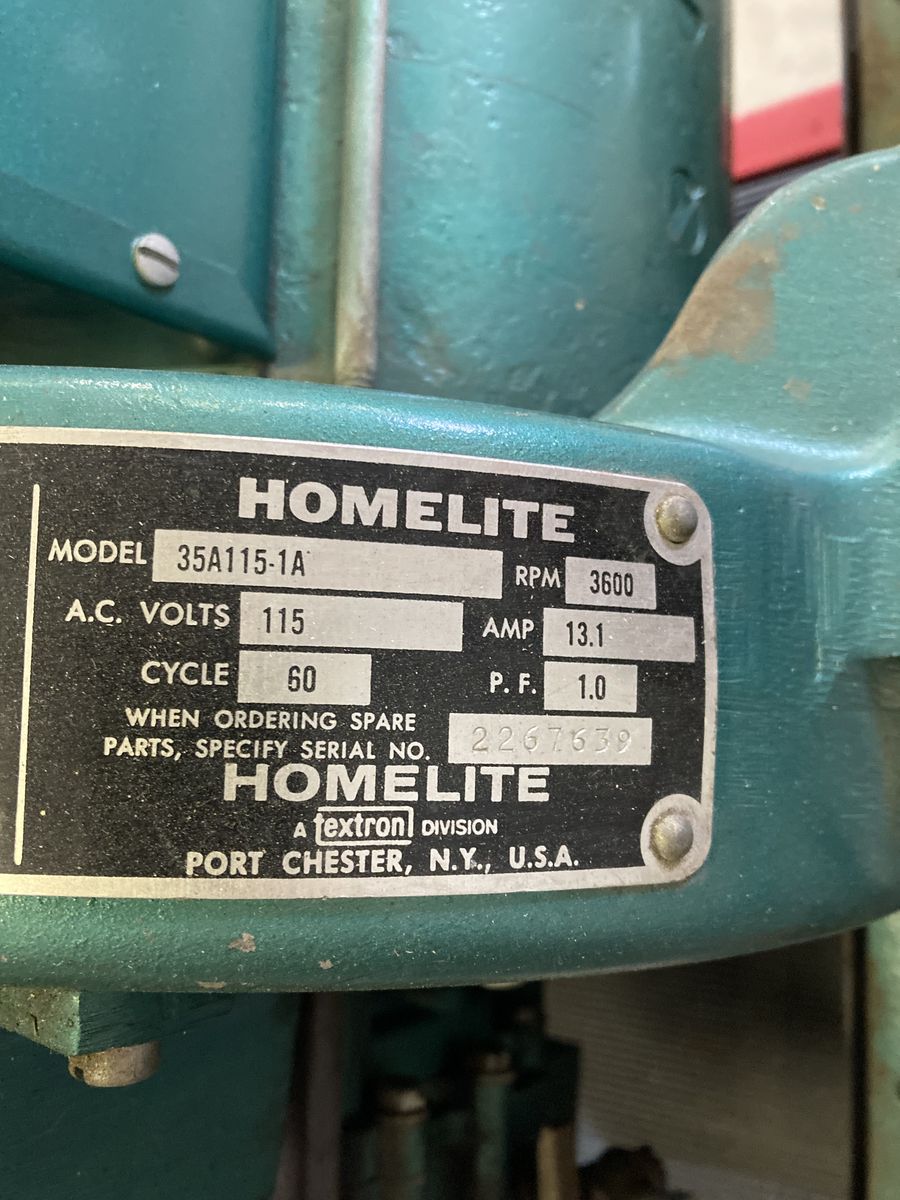 HOMELITE
MODEL 35A115-1A RPM 3600
A.C. VOLTS 115 AMP 13.1
CYCLE 60 P. F. 1.0
WHEN ORDERING SPARE
PARTS, SPECIFY SERIAL NO. 2267639
HOMELITE
A textron DIVISION
PORT CHESTER, N.Y., U.S.A.